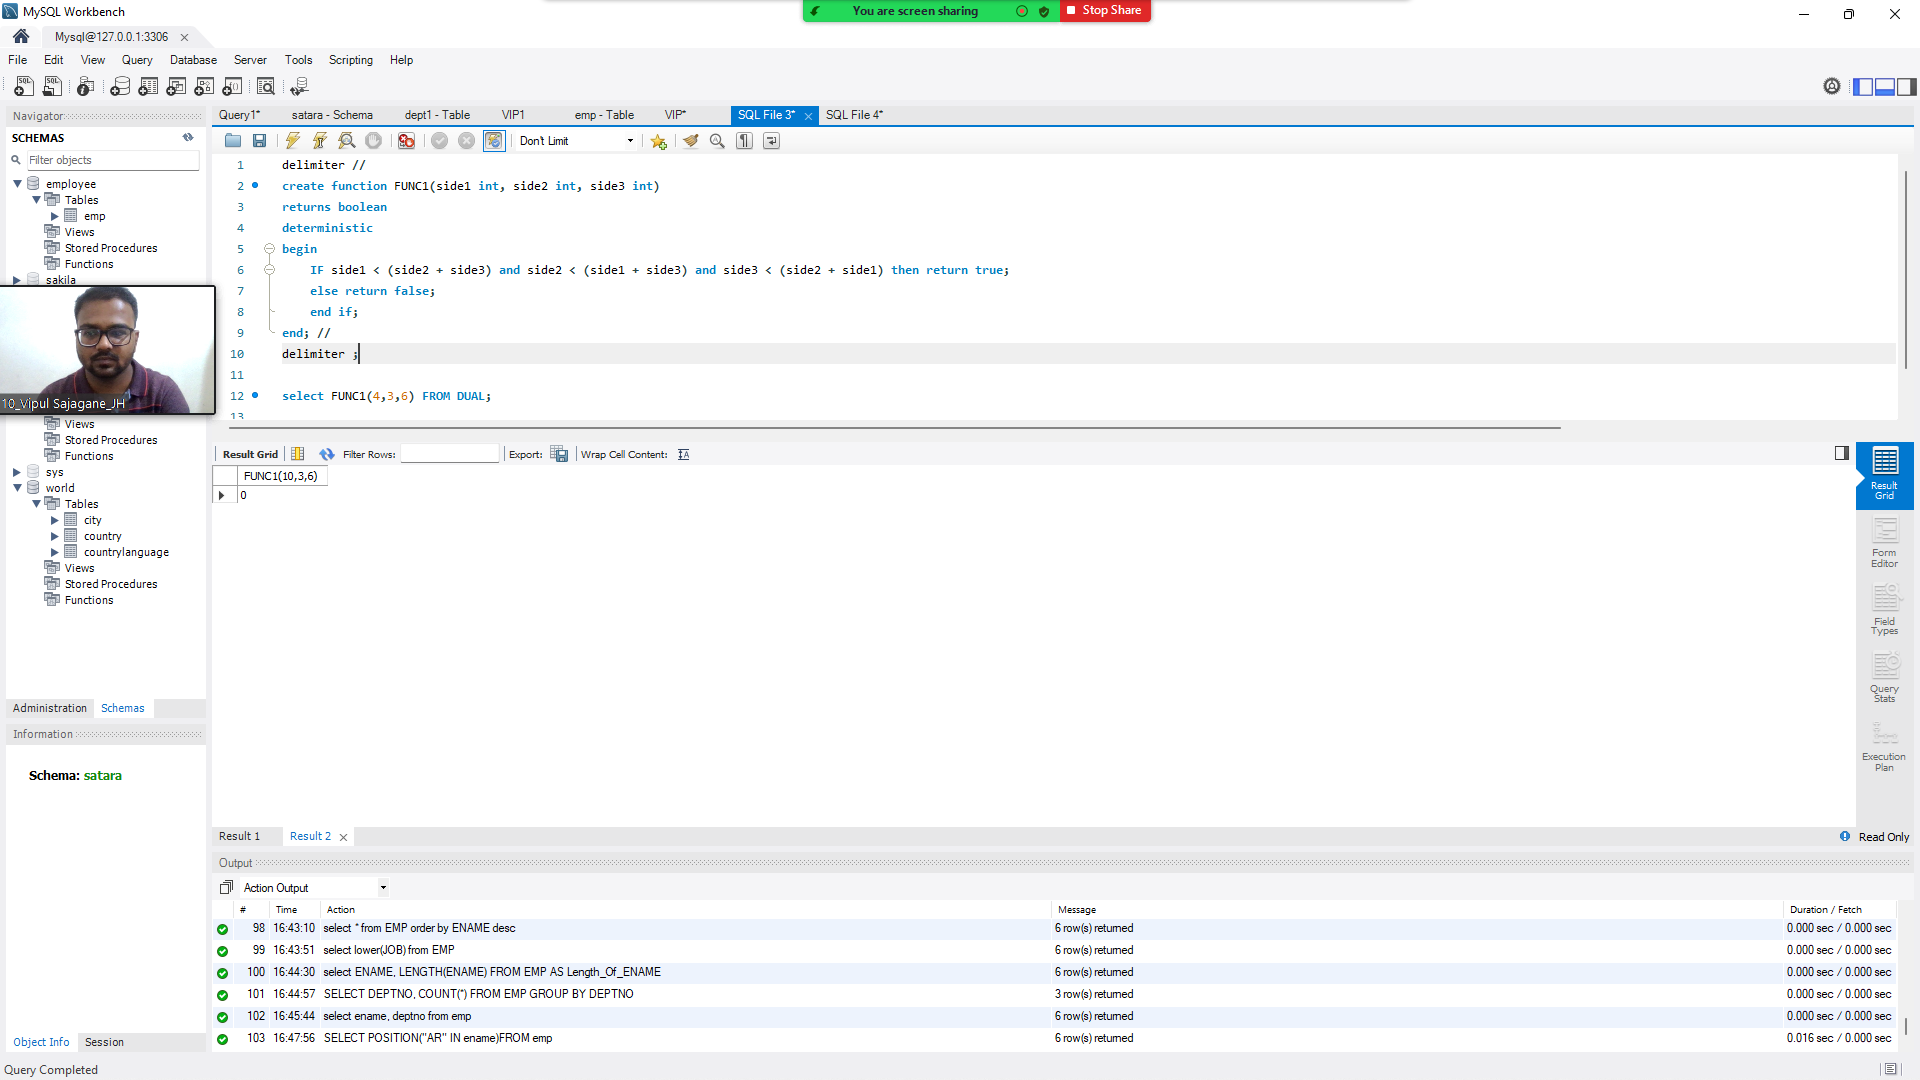 MySQL Workbench
You are screen sharing
Stop Share
Mysql@127.0.0.1:3306
File Edit View Query Database Server Tools Scripting Help
Navigator
SCHEMAS
Filter objects
employee
Tables
emp
Views
Stored Procedures
Functions
sakila
10_Vipul Sajagane_JH
Views
Stored Procedures
Functions
sys
world
Tables
city
country
countrylanguage
Views
Stored Procedures
Functions
Administration Schemas
Information
Schema: satara
Object Info Session
Query1* satara - Schema dept1 - Table VIP1 emp - Table VIP* SQL File 3* SQL File 4*
Don't Limit
1 delimiter //
2 create function FUNC1(side1 int, side2 int, side3 int)
3 returns boolean
4 deterministic
5 begin
6 IF side1 < (side2 + side3) and side2 < (side1 + side3) and side3 < (side2 + side1) then return true;
7 else return false;
8 end if;
9 end; //
10 delimiter ;
11
12 select FUNC1(4,3,6) FROM DUAL;
13
Result Grid Filter Rows: Export: Wrap Cell Content:
FUNC1(10,3,6)
0
Result Grid
Form Editor
Field Types
Query Stats
Execution Plan
Result 1 Result 2 Read Only
Output
Action Output
# Time Action Message Duration / Fetch
98 16:43:10 select * from EMP order by ENAME desc 6 row(s) returned 0.000 sec / 0.000 sec
99 16:43:51 select lower(JOB) from EMP 6 row(s) returned 0.000 sec / 0.000 sec
100 16:44:30 select ENAME, LENGTH(ENAME) FROM EMP AS Length_Of_ENAME 6 row(s) returned 0.000 sec / 0.000 sec
101 16:44:57 SELECT DEPTNO, COUNT(*) FROM EMP GROUP BY DEPTNO 3 row(s) returned 0.000 sec / 0.000 sec
102 16:45:44 select ename, deptno from emp 6 row(s) returned 0.000 sec / 0.000 sec
103 16:47:56 SELECT POSITION("AR" IN ename)FROM emp 6 row(s) returned 0.016 sec / 0.000 sec
Query Completed